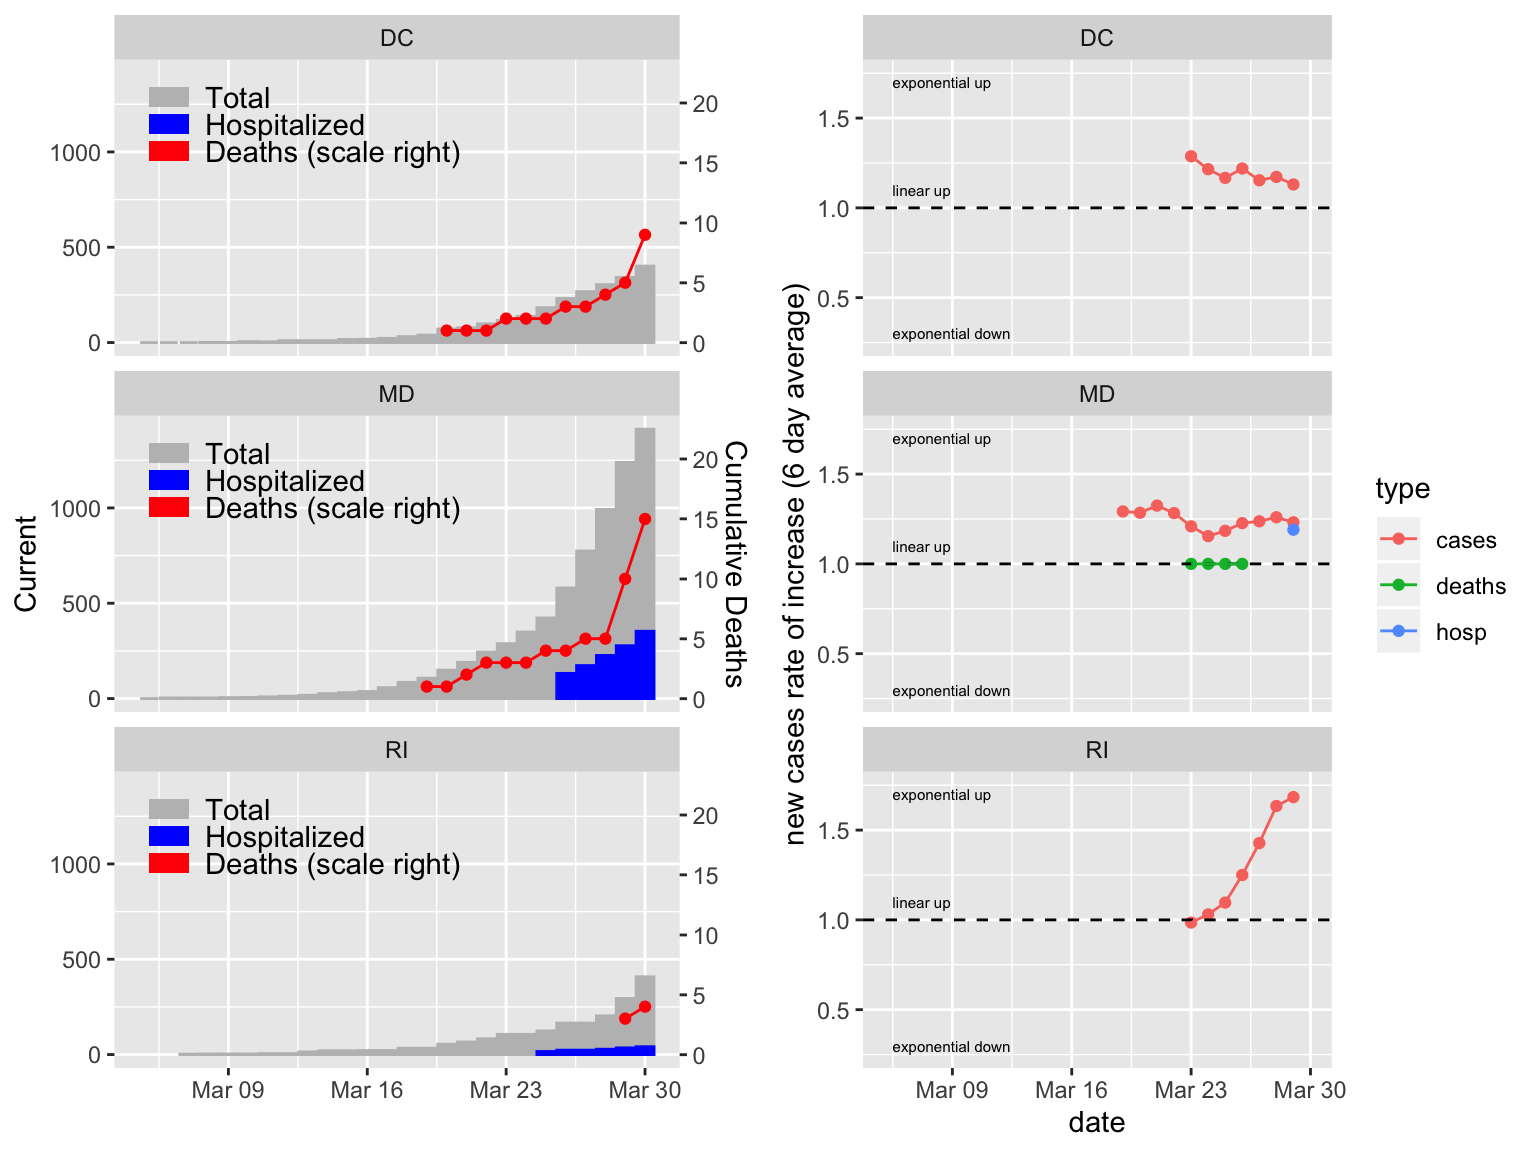 DC
Total
Hospitalized
Deaths (scale right)
1000
500
0
20
15
10
5
0
MD
Total
Hospitalized
Deaths (scale right)
1000
500
0
20
15
10
5
0
RI
Total
Hospitalized
Deaths (scale right)
1000
500
0
20
15
10
5
0
Mar 09
Mar 16
Mar 23
Mar 30
Current
Cumulative Deaths
DC
exponential up
linear up
exponential down
1.5
1.0
0.5
MD
exponential up
linear up
exponential down
1.5
1.0
0.5
RI
exponential up
linear up
exponential down
1.5
1.0
0.5
Mar 09
Mar 16
Mar 23
Mar 30
date
new cases rate of increase (6 day average)
type
cases
deaths
hosp